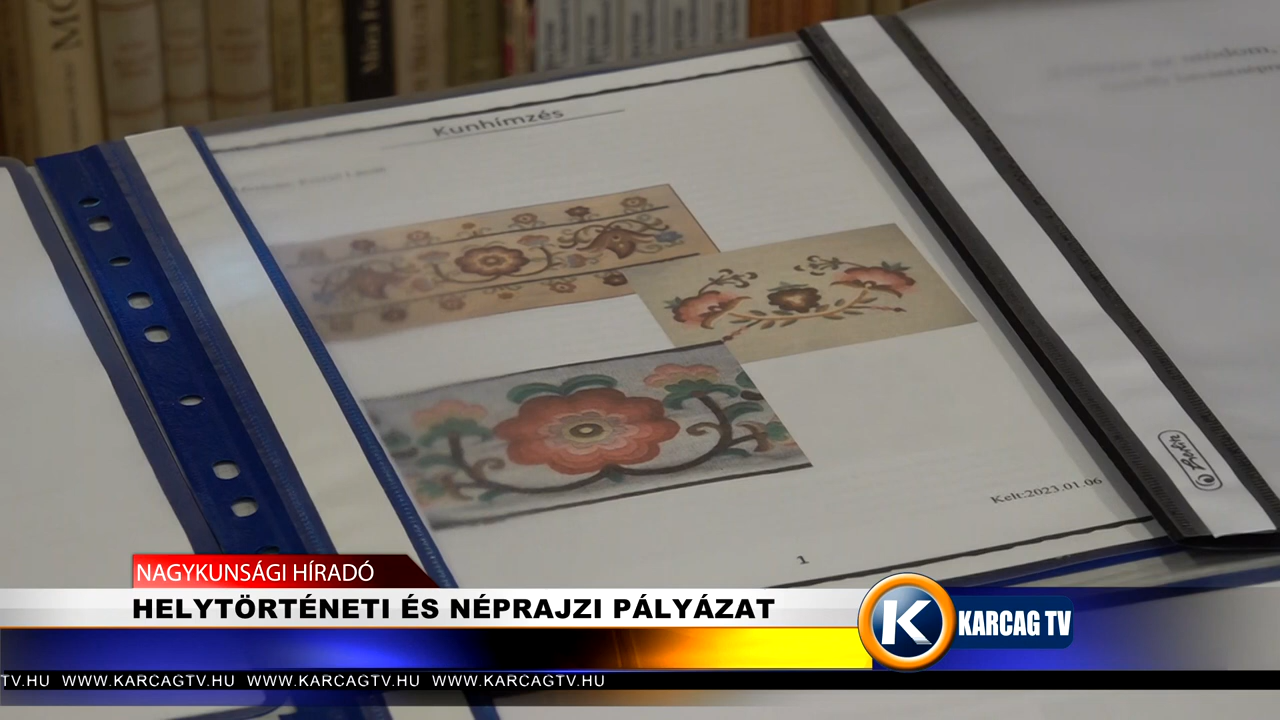 Kunhímzés
Kelt:2023.01.06
1
NAGYKUNSÁGI HÍRADÓ
HELYTÖRTÉNETI ÉS NÉPRAJZI PÁLYÁZAT
K KARCAG TV
TV.HU WWW.KARCAGTV.HU WWW.KARCAGTV.HU WWW.KARCAGTV.HU